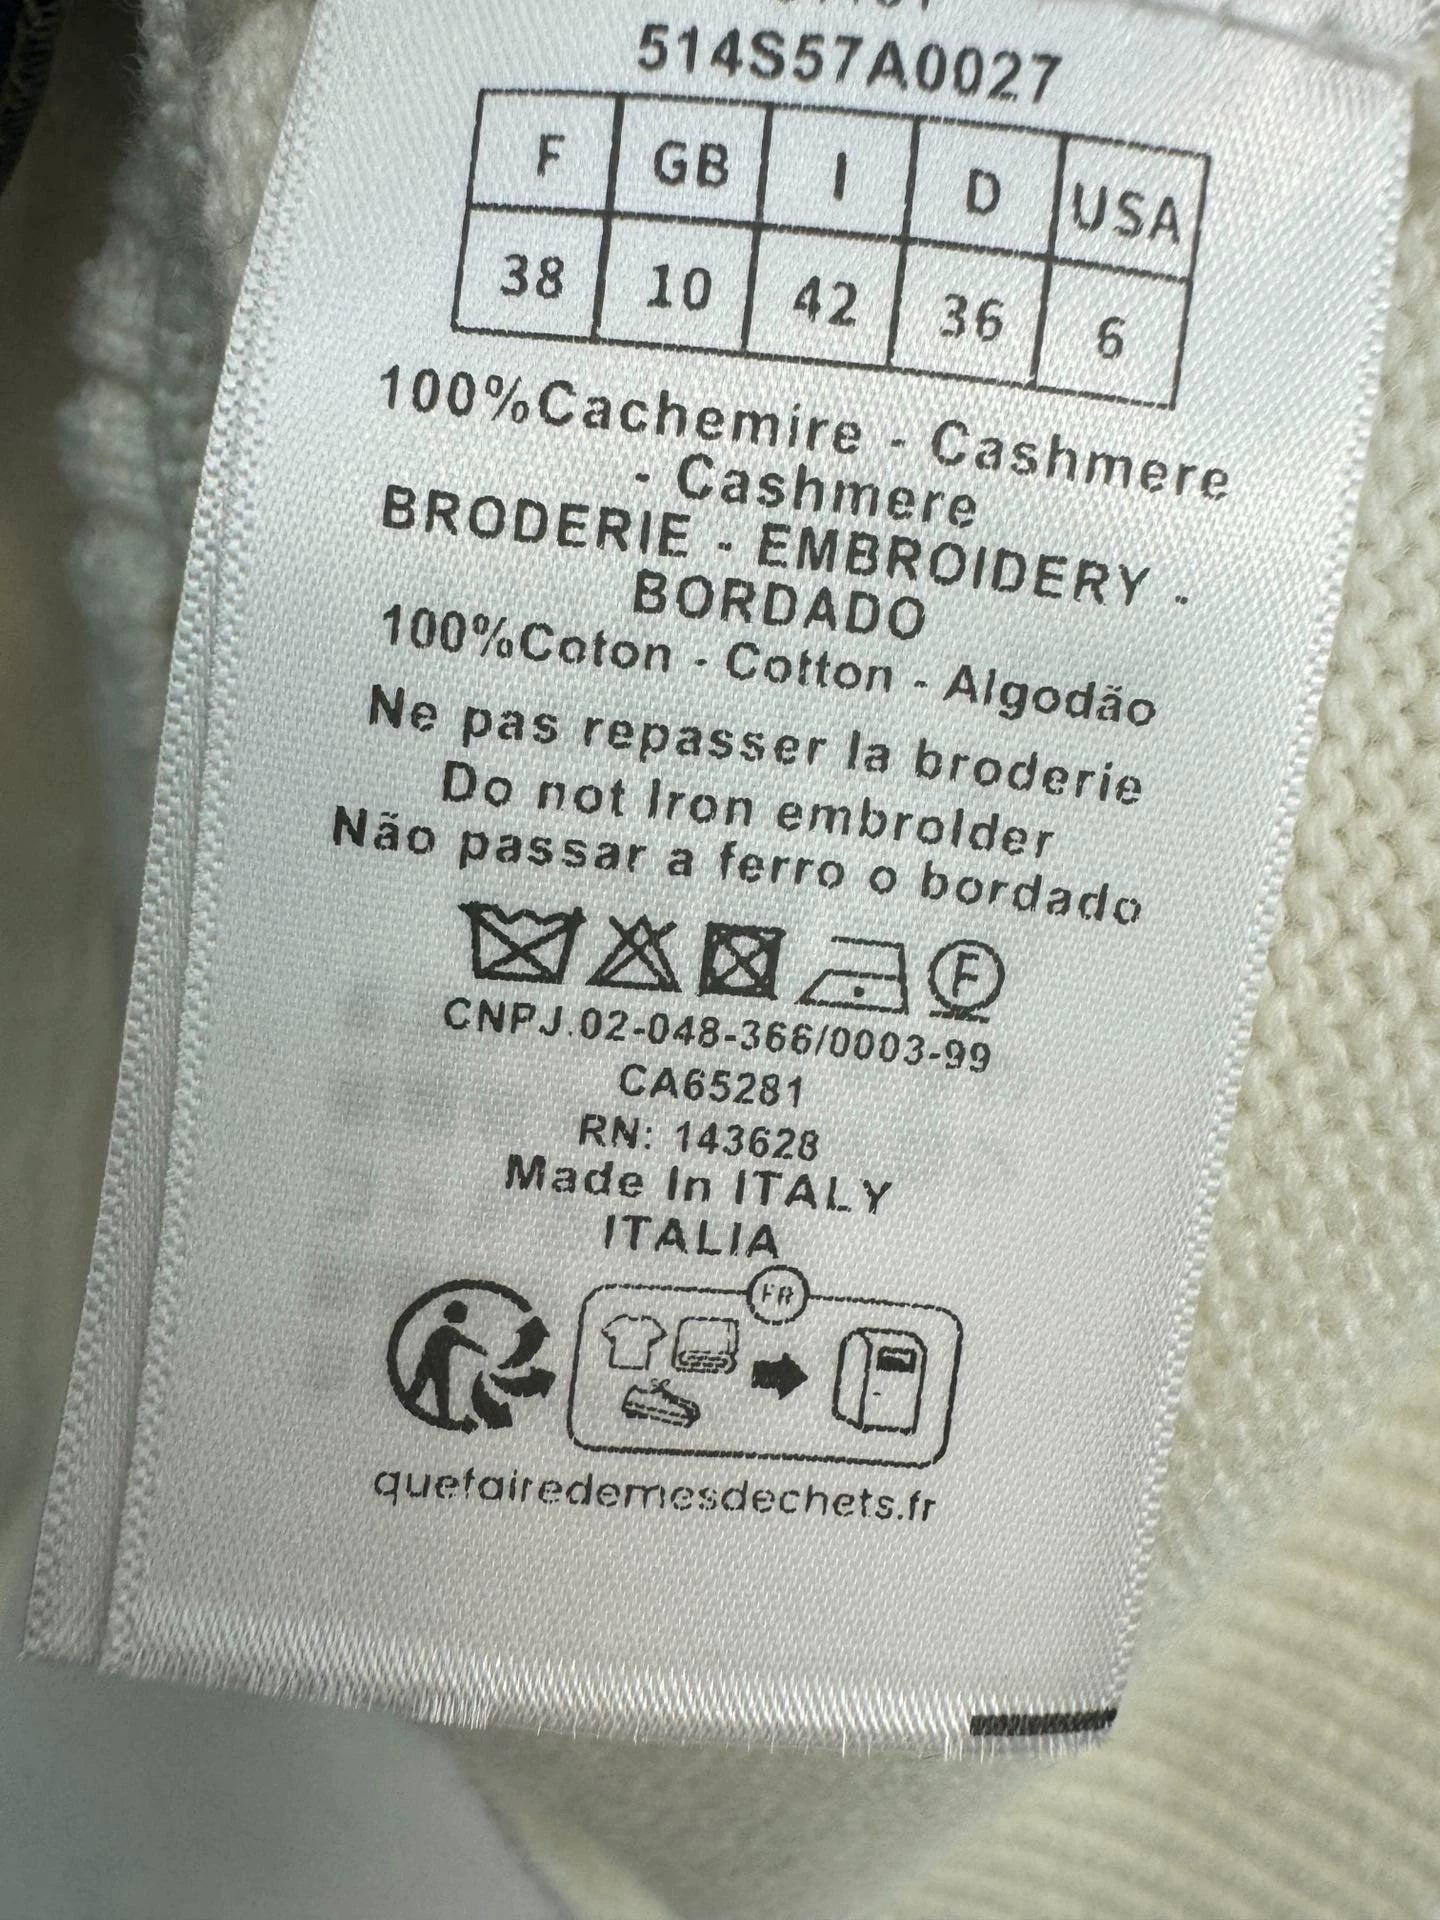 514S57A0027
F GB I D USA
38 10 42 36 6
100%Cachemire - Cashmere
- Cashmere
BRODERIE - EMBROIDERY -
BORDADO
100%Coton - Cotton - Algodão
Ne pas repasser la broderie
Do not Iron embrolder
Não passar a ferro o bordado
F
CNPJ.02-048-366/0003-99
CA65281
RN: 143628
Made In ITALY
ITALIA
FR
quefairedemesdechets.fr